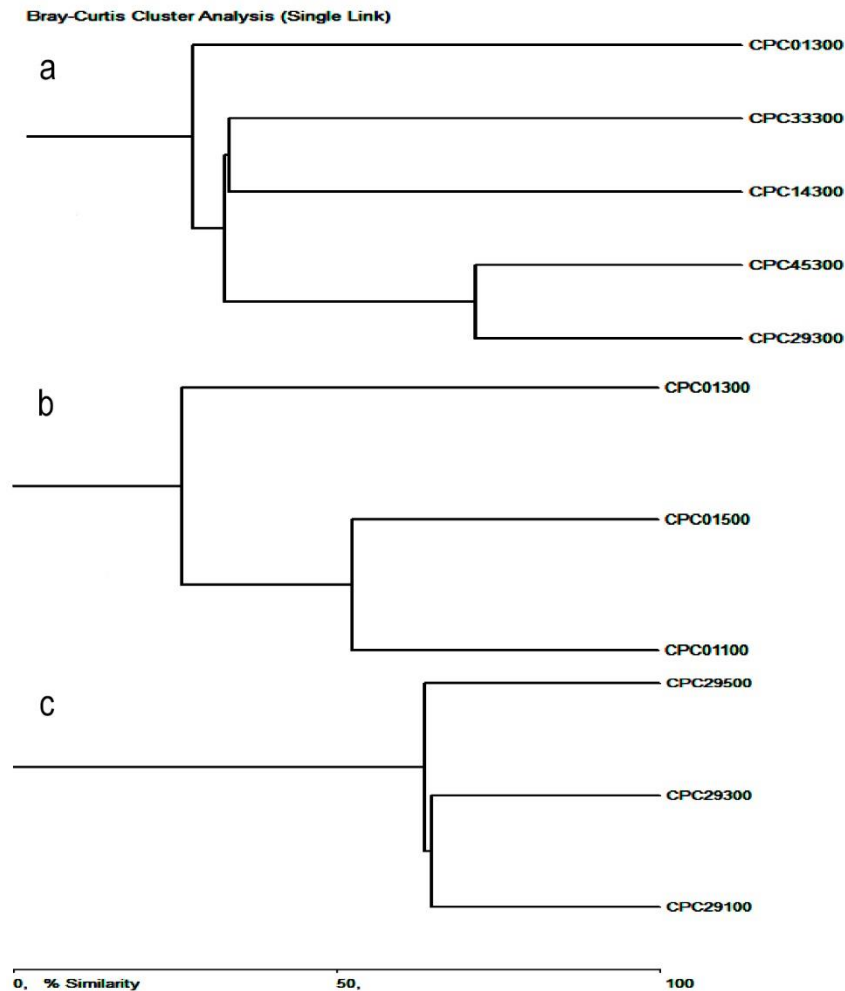 Bray-Curtis Cluster Analysis (Single Link)
a
CPC01300
CPC33300
CPC14300
CPC45300
CPC29300
b
CPC01300
CPC01500
CPC01100
c
CPC29500
CPC29300
CPC29100
0, % Similarity 50, 100